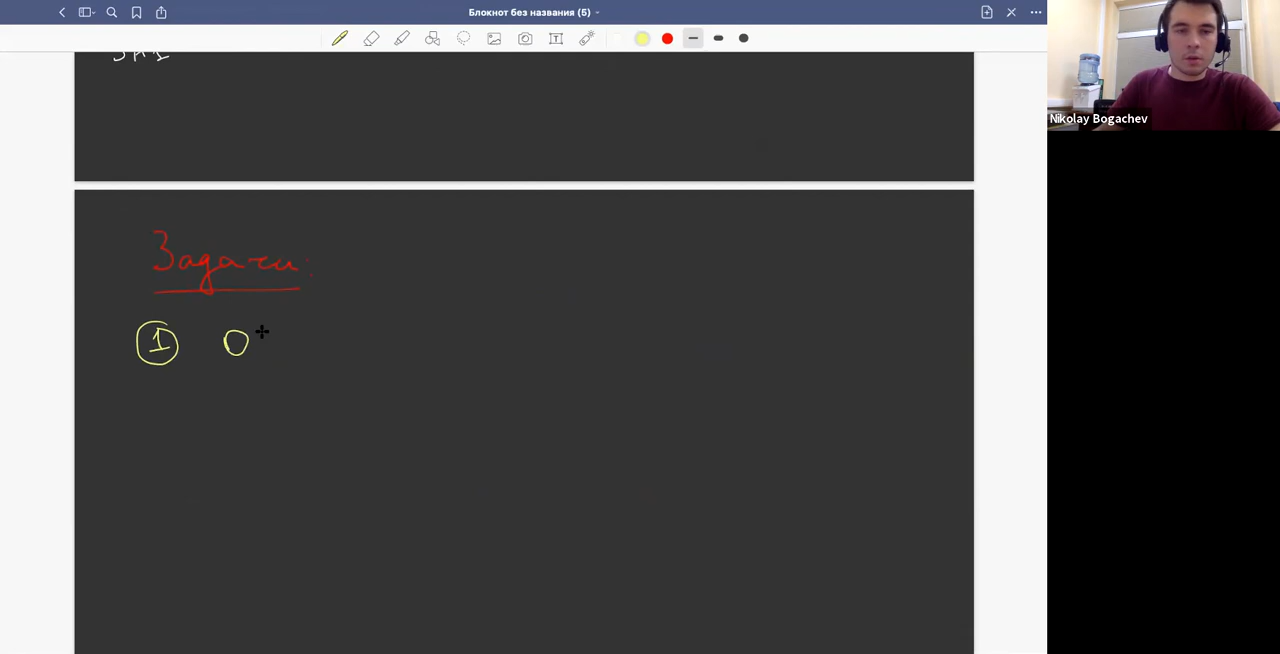 Блокнот без названия (5)
Nikolay Bogachev
Задачи:
1 О